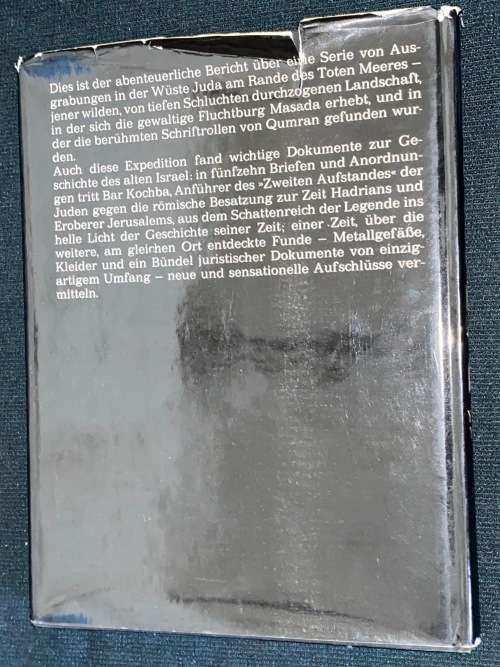 Dies ist der abenteuerliche Bericht über eine Serie von Aus-
grabungen in der Wüste Juda am Rande des Toten Meeres –
jener wilden, von tiefen Schluchten durchzogenen Landschaft,
in der sich die gewaltige Fluchtburg Masada erhebt, und in
der die berühmten Schriftrollen von Qumran gefunden wur-
den.
Auch diese Expedition fand wichtige Dokumente zur Ge-
schichte des alten Israel: in fünfzehn Briefen und Anordnun-
gen tritt Bar Kochba, Anführer des »Zweiten Aufstandes« der
Juden gegen die römische Besatzung zur Zeit Hadrians und
Eroberer Jerusalems, aus dem Schattenreich der Legende ins
helle Licht der Geschichte seiner Zeit; einer Zeit, über die
weitere, am gleichen Ort entdeckte Funde – Metallgefäße,
Kleider und ein Bündel juristischer Dokumente von einzig-
artigem Umfang – neue und sensationelle Aufschlüsse ver-
mitteln.